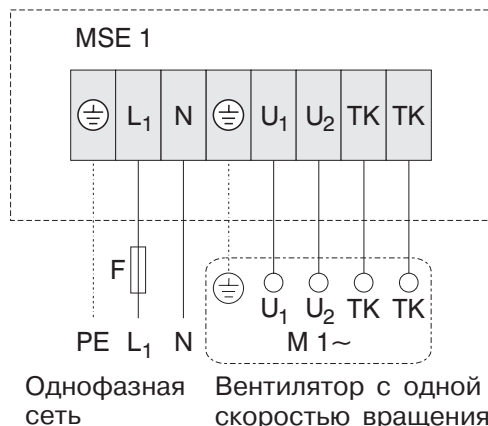 MSE 1
L1 N U1 U2 TK TK
F
U1 U2 TK TK
PE L1 N M 1~
Однофазная сеть
Вентилятор с одной скоростью вращения